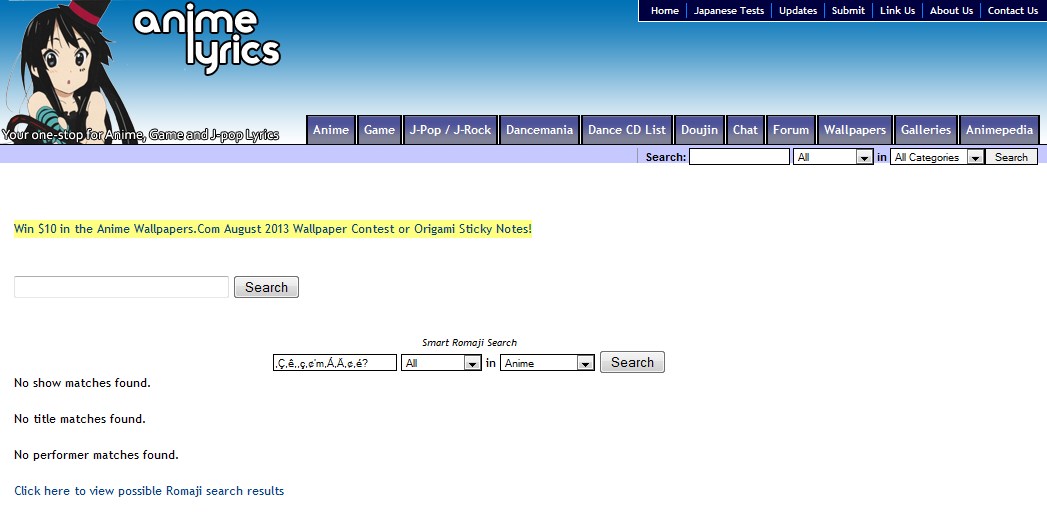 anime
lyrics
Your one-stop for Anime, Game and J-pop Lyrics
Home Japanese Tests Updates Submit Link Us About Us Contact Us
Anime Game J-Pop / J-Rock Dancemania Dance CD List Doujin Chat Forum Wallpapers Galleries Animepedia
Search: All in All Categories Search
Win $10 in the Anime Wallpapers.Com August 2013 Wallpaper Contest or Origami Sticky Notes!
Search
Smart Romaji Search
‚Ç‚ê‚‚ç‚¢'m‚Á‚Ä‚¢‚é? All in Anime Search
No show matches found.
No title matches found.
No performer matches found.
Click here to view possible Romaji search results